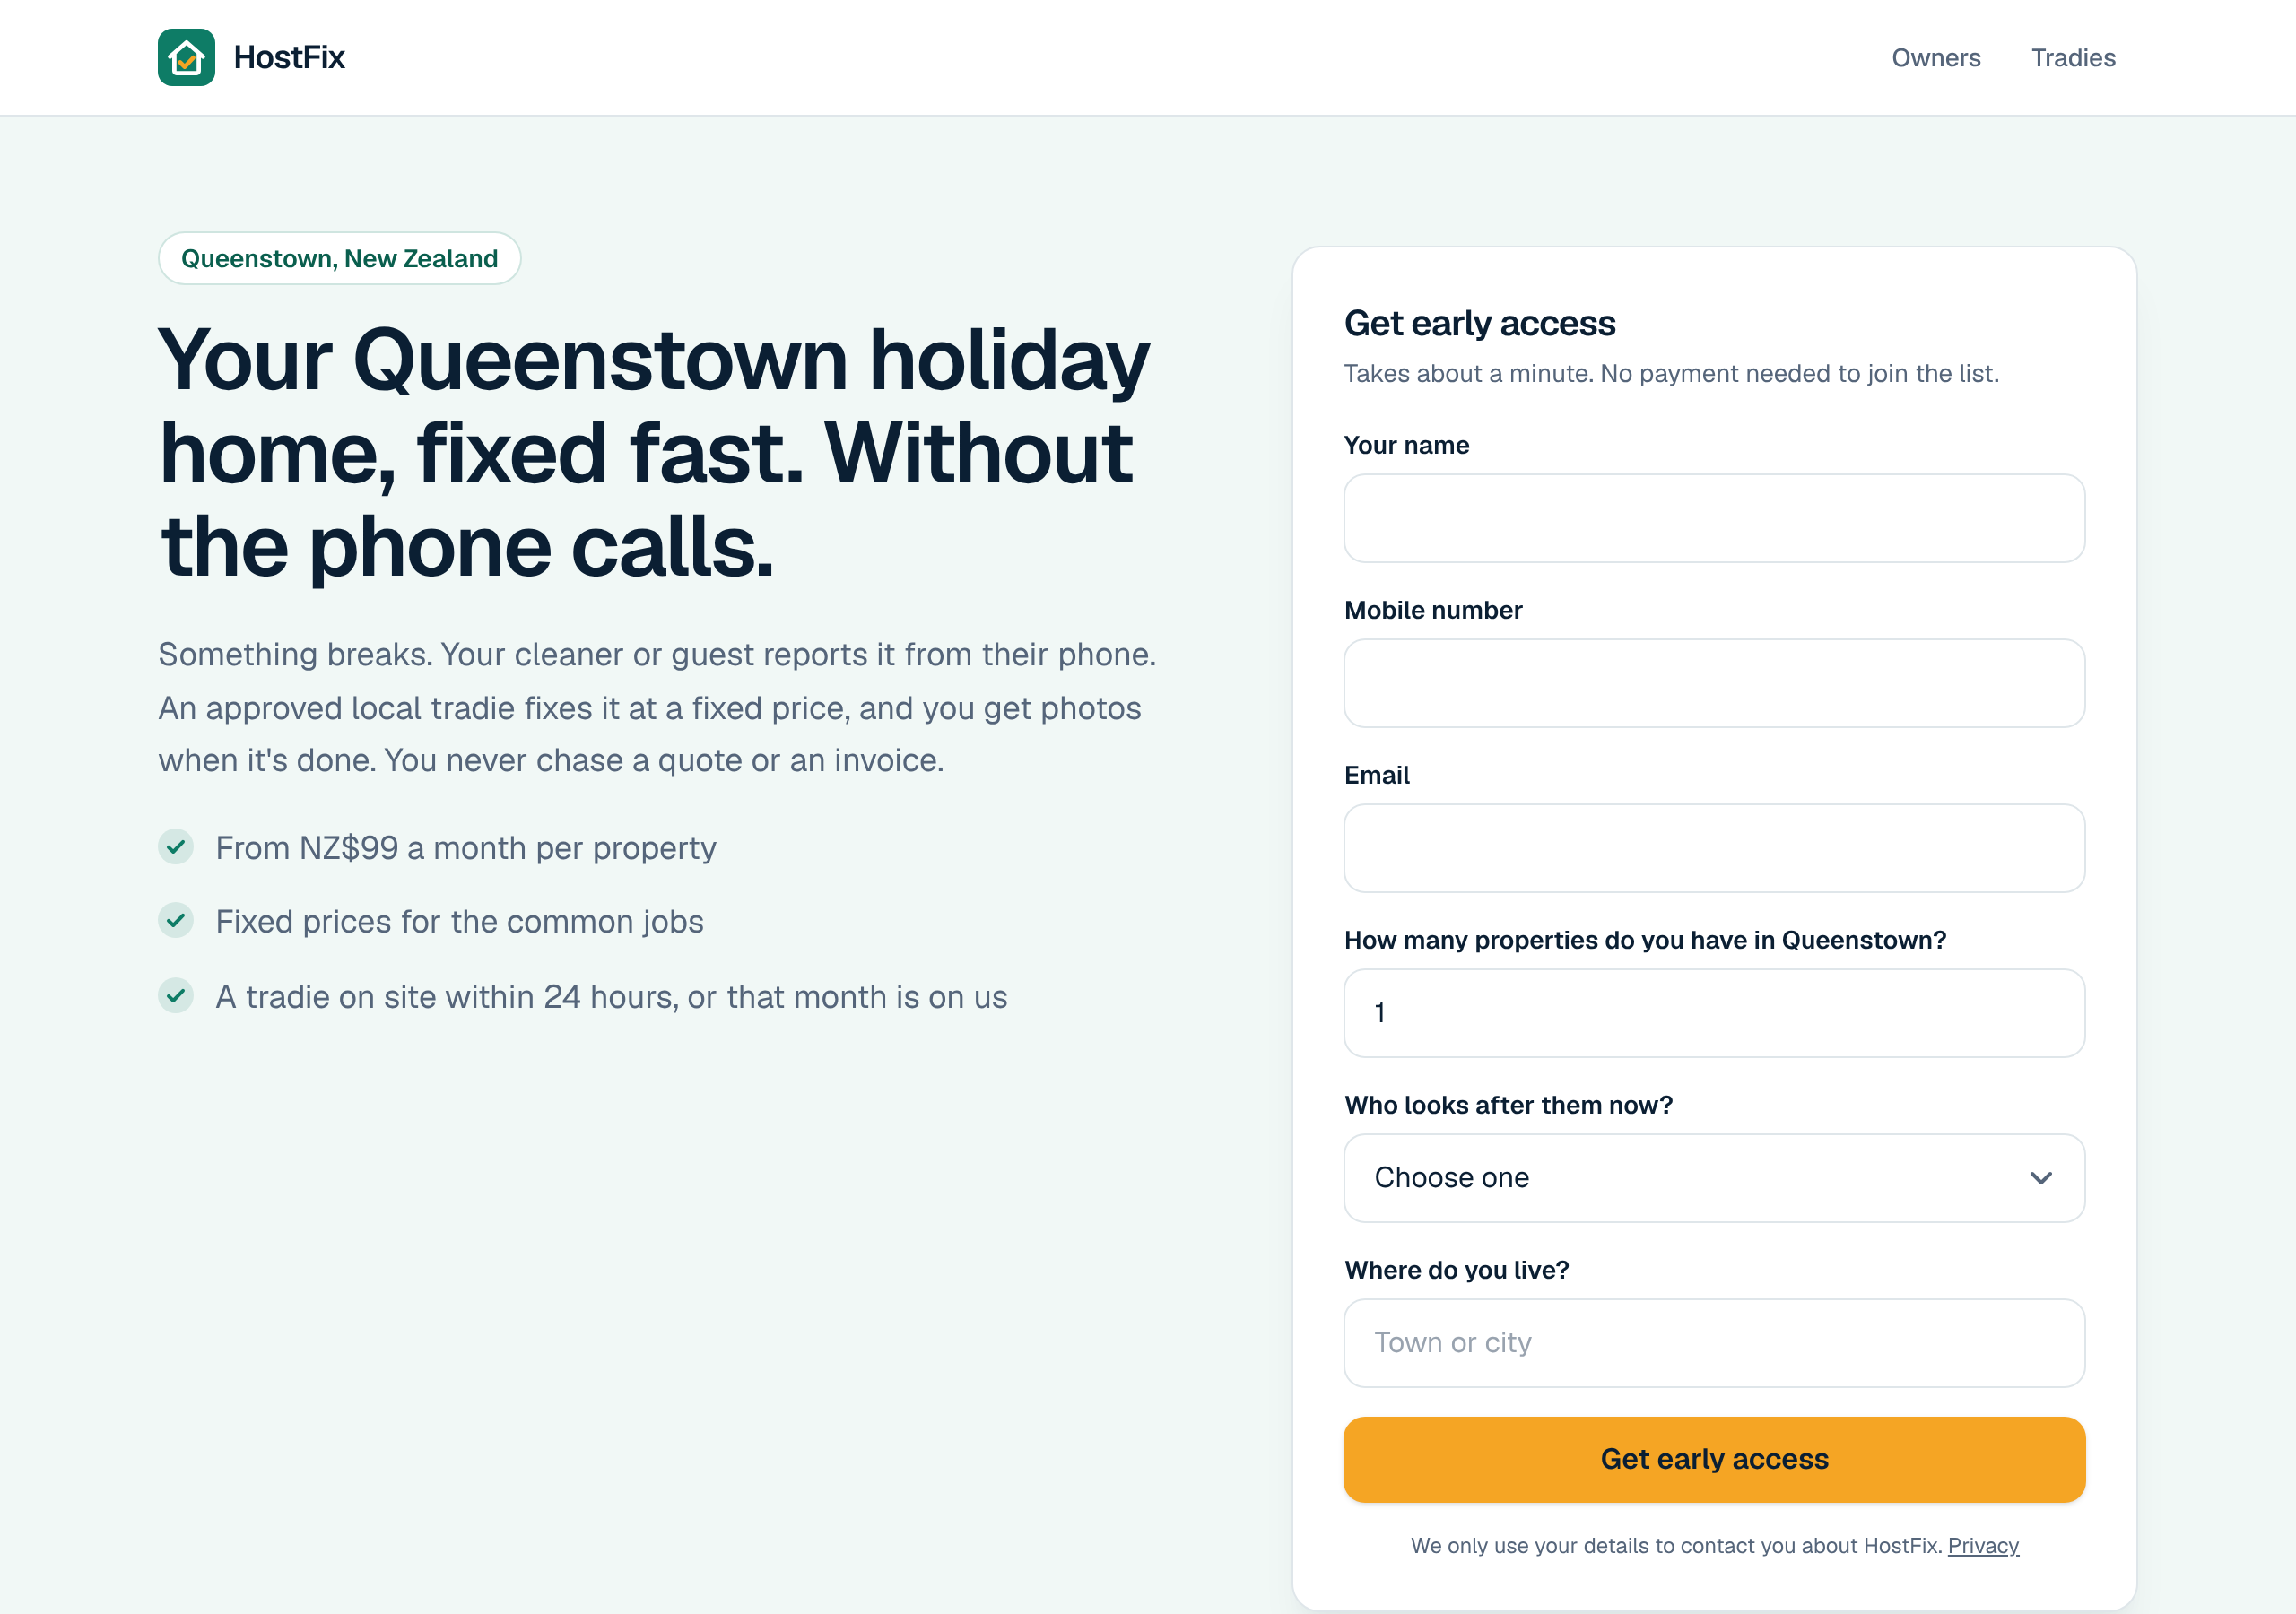 HostFix
Owners
Tradies
Queenstown, New Zealand
Your Queenstown holiday
home, fixed fast. Without
the phone calls.
Something breaks. Your cleaner or guest reports it from their phone.
An approved local tradie fixes it at a fixed price, and you get photos
when it's done. You never chase a quote or an invoice.
From NZ$99 a month per property
Fixed prices for the common jobs
A tradie on site within 24 hours, or that month is on us
Get early access
Takes about a minute. No payment needed to join the list.
Your name
Mobile number
Email
How many properties do you have in Queenstown?
1
Who looks after them now?
Choose one
Where do you live?
Town or city
Get early access
We only use your details to contact you about HostFix. Privacy